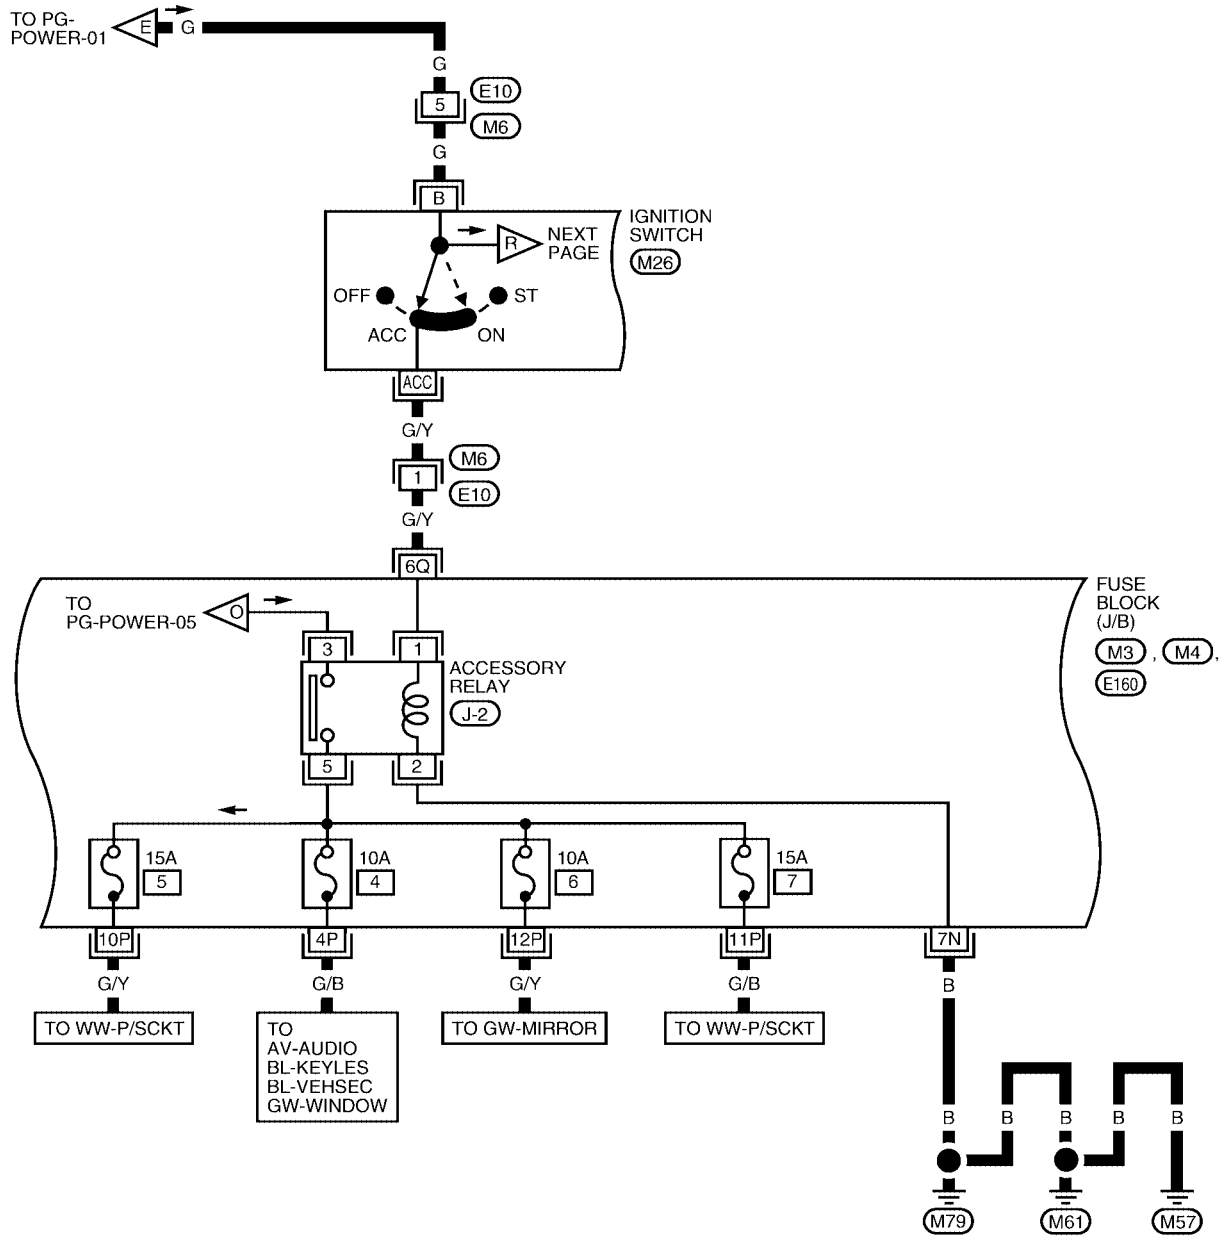 TO PG-
POWER-01
E
G
G
5
E10
M6
G
B
IGNITION
SWITCH
M26
R
NEXT
PAGE
OFF
ST
ACC
ON
ACC
G/Y
M6
1
E10
G/Y
6Q
FUSE
BLOCK
(J/B)
M3 , M4 ,
E160
TO
PG-POWER-05
O
3
1
ACCESSORY
RELAY
J-2
5
2
15A
5
10A
4
10A
6
15A
7
10P
4P
12P
11P
7N
G/Y
G/B
G/Y
G/B
B
TO WW-P/SCKT
TO
AV-AUDIO
BL-KEYLES
BL-VEHSEC
GW-WINDOW
TO GW-MIRROR
TO WW-P/SCKT
B
B
B
B
B
M79
M61
M57